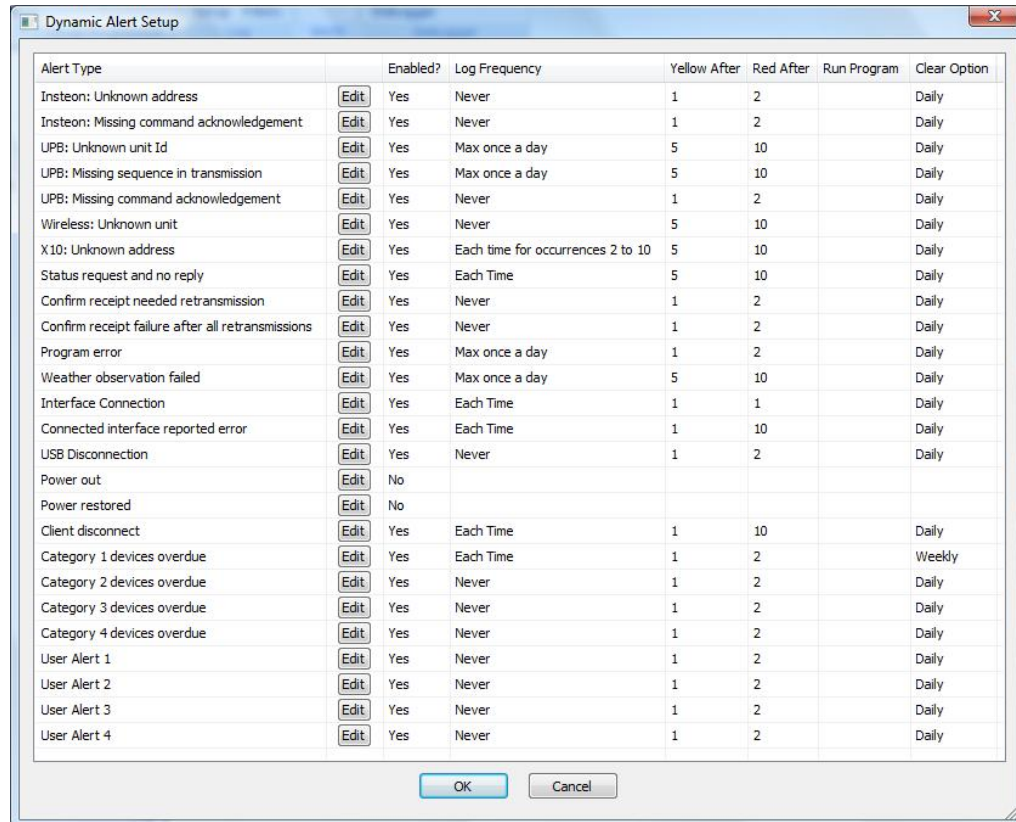 Dynamic Alert Setup
Alert Type Enabled? Log Frequency Yellow After Red After Run Program Clear Option
Insteon: Unknown address Edit Yes Never 1 2 Daily
Insteon: Missing command acknowledgement Edit Yes Never 1 2 Daily
UPB: Unknown unit Id Edit Yes Max once a day 5 10 Daily
UPB: Missing sequence in transmission Edit Yes Max once a day 5 10 Daily
UPB: Missing command acknowledgement Edit Yes Never 1 2 Daily
Wireless: Unknown unit Edit Yes Never 5 10 Daily
X10: Unknown address Edit Yes Each time for occurrences 2 to 10 5 10 Daily
Status request and no reply Edit Yes Each Time 5 10 Daily
Confirm receipt needed retransmission Edit Yes Never 1 2 Daily
Confirm receipt failure after all retransmissions Edit Yes Never 1 2 Daily
Program error Edit Yes Max once a day 1 2 Daily
Weather observation failed Edit Yes Max once a day 5 10 Daily
Interface Connection Edit Yes Each Time 1 1 Daily
Connected interface reported error Edit Yes Each Time 1 10 Daily
USB Disconnection Edit Yes Never 1 2 Daily
Power out Edit No
Power restored Edit No
Client disconnect Edit Yes Each Time 1 10 Daily
Category 1 devices overdue Edit Yes Each Time 1 2 Weekly
Category 2 devices overdue Edit Yes Never 1 2 Daily
Category 3 devices overdue Edit Yes Never 1 2 Daily
Category 4 devices overdue Edit Yes Never 1 2 Daily
User Alert 1 Edit Yes Never 1 2 Daily
User Alert 2 Edit Yes Never 1 2 Daily
User Alert 3 Edit Yes Never 1 2 Daily
User Alert 4 Edit Yes Never 1 2 Daily
OK Cancel